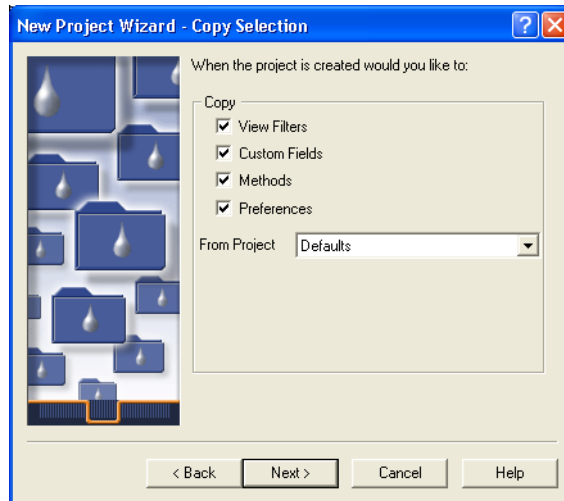 New Project Wizard - Copy Selection
When the project is created would you like to:
Copy
View Filters
Custom Fields
Methods
Preferences
From Project Defaults
< Back Next > Cancel Help